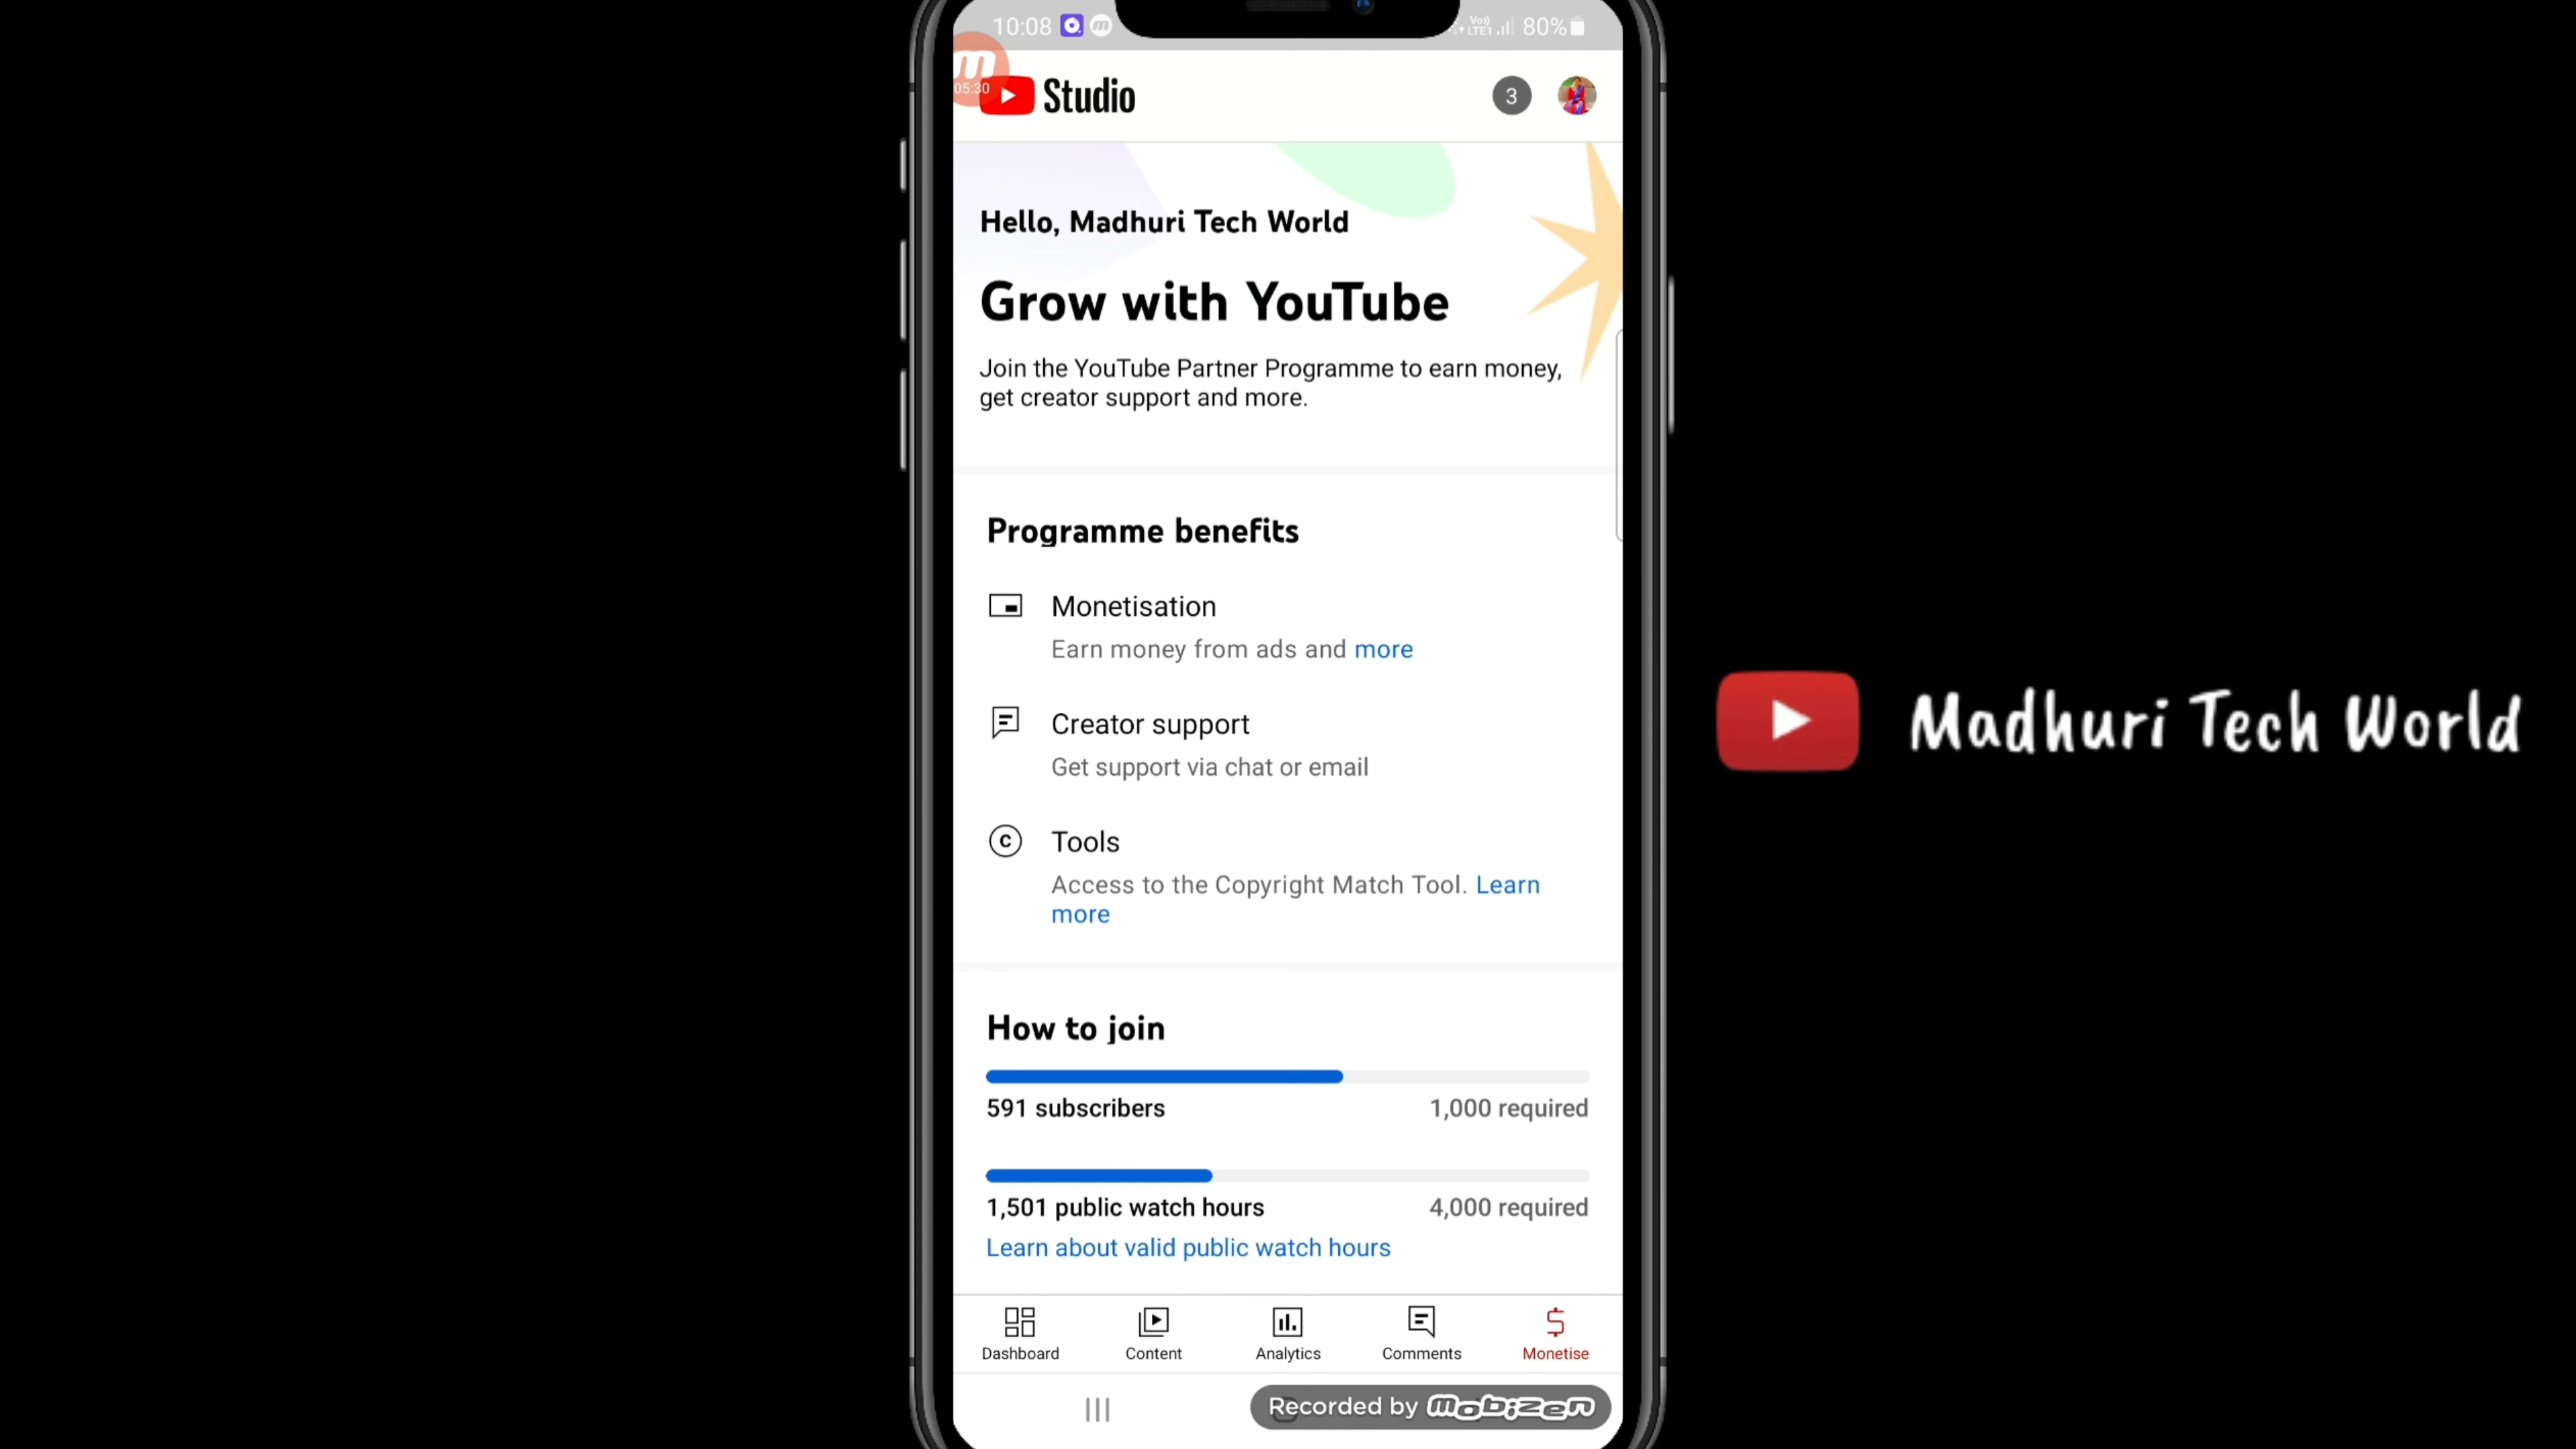 10:08
Vo)
LTE1
80%
m
05:30
Studio
3
Hello, Madhuri Tech World
Grow with YouTube
Join the YouTube Partner Programme to earn money,
get creator support and more.
Programme benefits
Monetisation
Earn money from ads and more
Creator support
Get support via chat or email
C
Tools
Access to the Copyright Match Tool. Learn
more
How to join
591 subscribers
1,000 required
1,501 public watch hours
4,000 required
Learn about valid public watch hours
Dashboard
Content
Analytics
Comments
Monetise
Recorded by mobizen
Madhuri Tech World